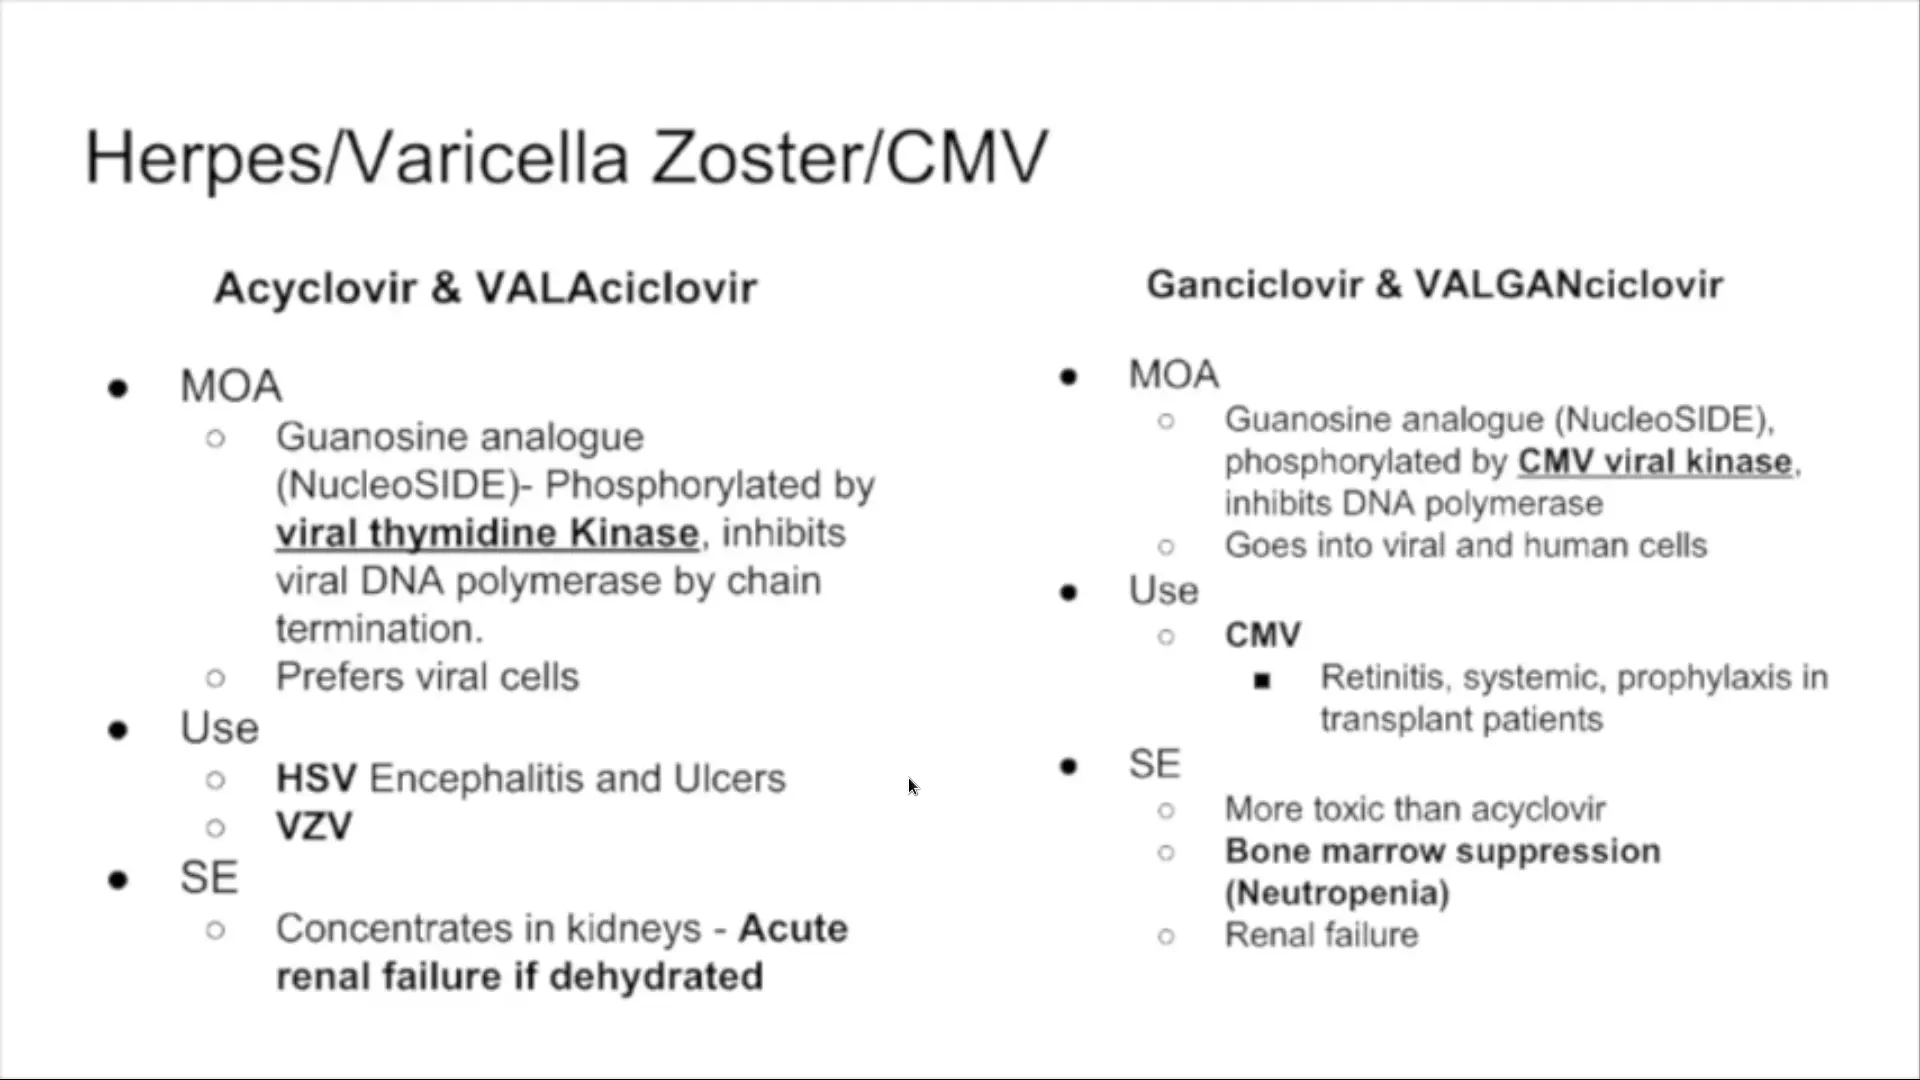 Herpes/Varicella Zoster/CMV
Acyclovir & VALAciclovir
● MOA
○ Guanosine analogue
(NucleoSIDE)- Phosphorylated by
viral thymidine Kinase, inhibits
viral DNA polymerase by chain
termination.
○ Prefers viral cells
● Use
○ HSV Encephalitis and Ulcers
○ VZV
● SE
○ Concentrates in kidneys - Acute
renal failure if dehydrated
Ganciclovir & VALGANciclovir
● MOA
○ Guanosine analogue (NucleoSIDE),
phosphorylated by CMV viral kinase,
inhibits DNA polymerase
○ Goes into viral and human cells
● Use
○ CMV
■ Retinitis, systemic, prophylaxis in
transplant patients
● SE
○ More toxic than acyclovir
○ Bone marrow suppression
(Neutropenia)
○ Renal failure